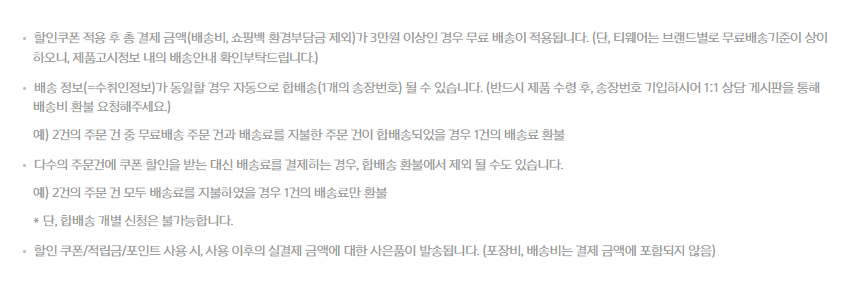 · 할인쿠폰 적용 후 총 결제 금액(배송비, 쇼핑백 환경부담금 제외)가 3만원 이상인 경우 무료 배송이 적용됩니다. (단, 티웨어는 브랜드별로 무료배송기준이 상이
하오니, 제품고시정보 내의 배송안내 확인부탁드립니다.)
· 배송 정보(=수취인정보)가 동일할 경우 자동으로 합배송(1개의 송장번호) 될 수 있습니다. (반드시 제품 수령 후, 송장번호 기입하시어 1:1 상담 게시판을 통해
배송비 환불 요청해주세요.)
예) 2건의 주문 건 중 무료배송 주문 건과 배송료를 지불한 주문 건이 합배송되었을 경우 1건의 배송료 환불
· 다수의 주문건에 쿠폰 할인을 받는 대신 배송료를 결제하는 경우, 합배송 환불에서 제외 될 수도 있습니다.
예) 2건의 주문 건 모두 배송료를 지불하였을 경우 1건의 배송료만 환불
* 단, 합배송 개별 신청은 불가능합니다.
· 할인 쿠폰/적립금/포인트 사용 시, 사용 이후의 실결제 금액에 대한 사은품이 발송됩니다. (포장비, 배송비는 결제 금액에 포함되지 않음)